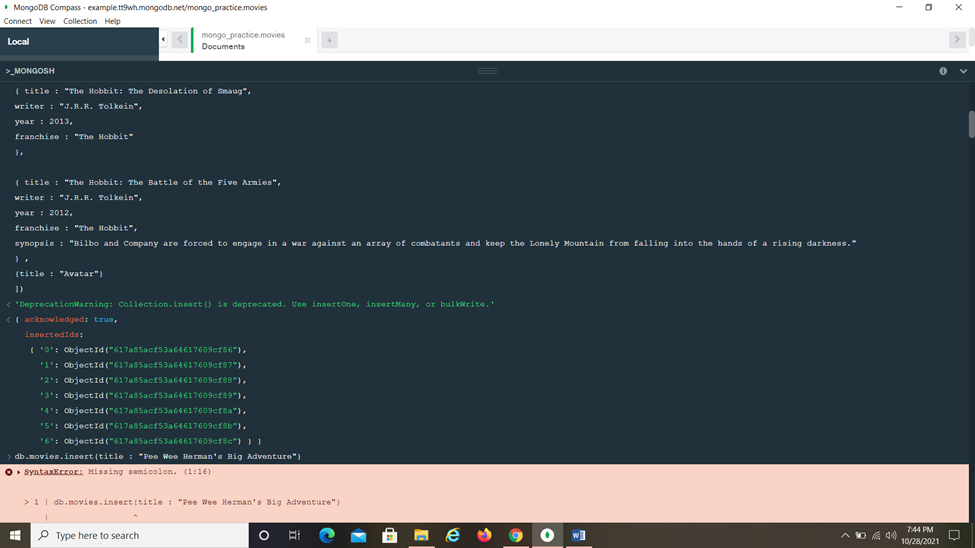 MongoDB Compass - example.tt9wh.mongodb.net/mongo_practice.movies
Connect View Collection Help
Local
mongo_practice.movies
Documents
>_MONGOSH
{ title : "The Hobbit: The Desolation of Smaug",
writer : "J.R.R. Tolkein",
year : 2013,
franchise : "The Hobbit"
},
{ title : "The Hobbit: The Battle of the Five Armies",
writer : "J.R.R. Tolkein",
year : 2012,
franchise : "The Hobbit",
synopsis : "Bilbo and Company are forced to engage in a war against an array of combatants and keep the Lonely Mountain from falling into the hands of a rising darkness."
} ,
{title : "Avatar"}
])
< 'DeprecationWarning: Collection.insert() is deprecated. Use insertOne, insertMany, or bulkWrite.'
< { acknowledged: true,
insertedIds:
{ '0': ObjectId("617a85acf53a64617609cf86"),
'1': ObjectId("617a85acf53a64617609cf87"),
'2': ObjectId("617a85acf53a64617609cf88"),
'3': ObjectId("617a85acf53a64617609cf89"),
'4': ObjectId("617a85acf53a64617609cf8a"),
'5': ObjectId("617a85acf53a64617609cf8b"),
'6': ObjectId("617a85acf53a64617609cf8c") } }
> db.movies.insert{title : "Pee Wee Herman's Big Adventure"}
SyntaxError: Missing semicolon. (1:16)
> 1 | db.movies.insert{title : "Pee Wee Herman's Big Adventure"}
| ^
Type here to search
7:44 PM
10/28/2021